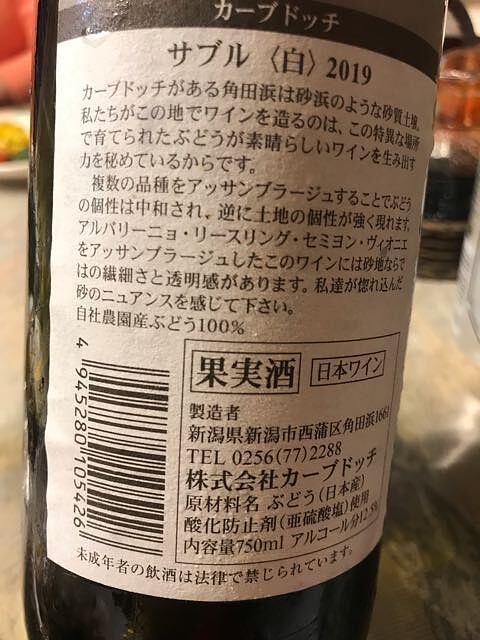 カーブドッチ
サブル〈白〉2019
カーブドッチがある角田浜は砂浜のような砂質土壌。
私たちがこの地でワインを造るのは、この特異な場所
で育てられたぶどうが素晴らしいワインを生み出す
力を秘めているからです。
複数の品種をアッサンブラージュすることでぶどう
の個性は中和され、逆に土地の個性が強く現れます。
アルバリーニョ・リースリング・セミヨン・ヴィオニエ
をアッサンブラージュしたこのワインには砂地ならで
はの繊細さと透明感があります。私達が惚れ込んだ
砂のニュアンスを感じて下さい。
自社農園産ぶどう100%
4 945280 105426
果実酒 日本ワイン
製造者
新潟県新潟市西蒲区角田浜1661
TEL 0256(77)2288
株式会社カーブドッチ
原材料名 ぶどう(日本産)
酸化防止剤(亜硫酸塩)使用
内容量750ml アルコール分12.5%
未成年者の飲酒は法律で禁じられています。